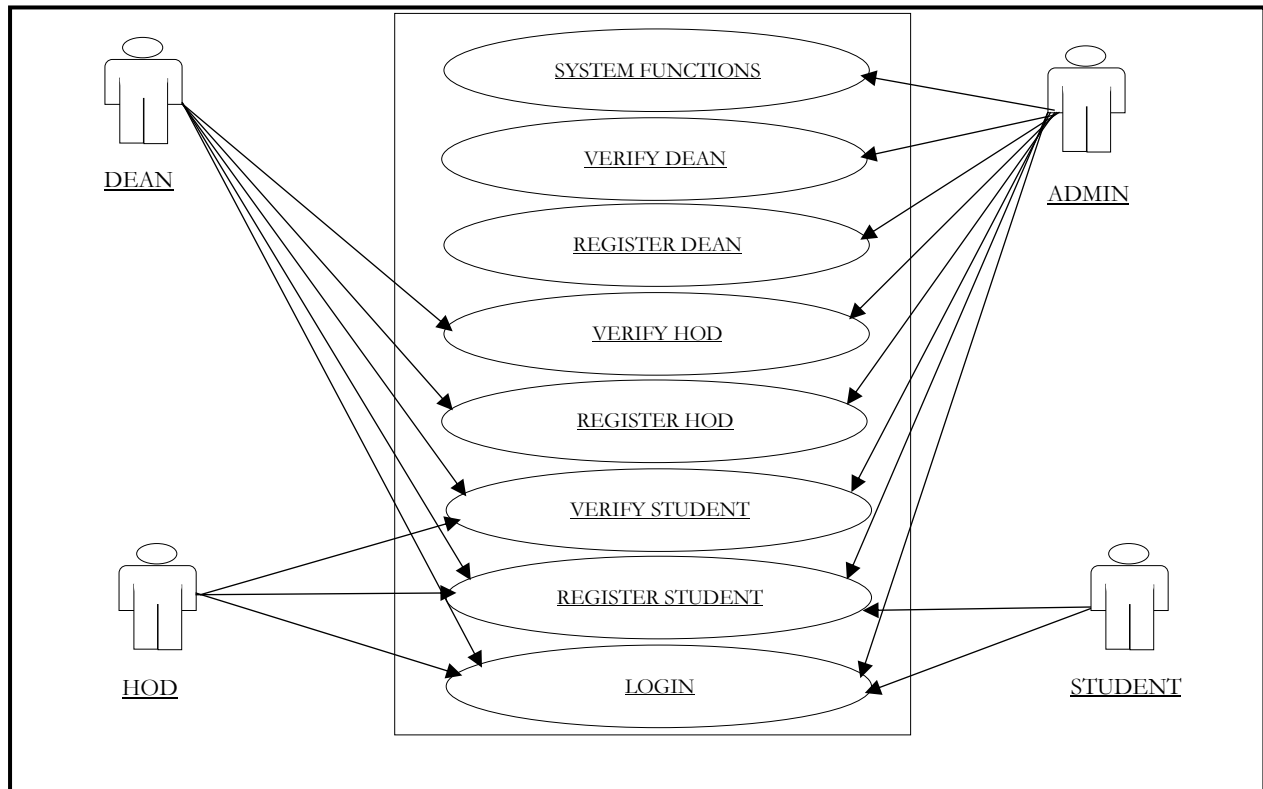 SYSTEM FUNCTIONS
VERIFY DEAN
DEAN
ADMIN
REGISTER DEAN
VERIFY HOD
REGISTER HOD
VERIFY STUDENT
REGISTER STUDENT
HOD
LOGIN
STUDENT